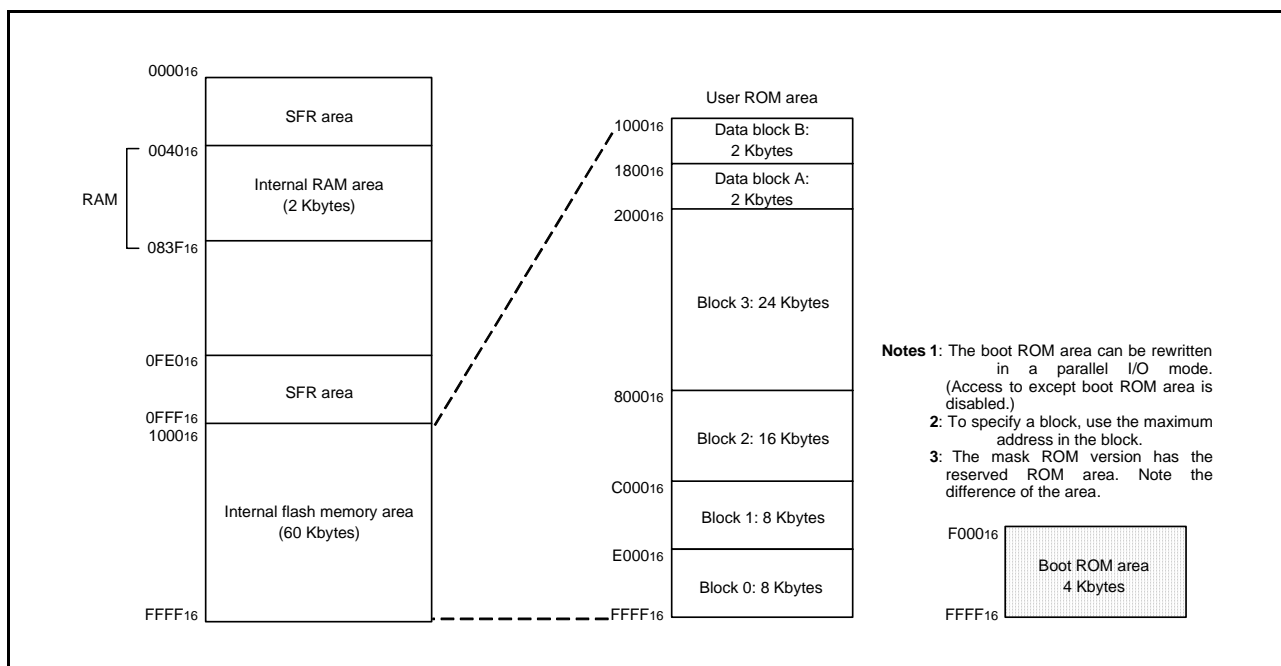 000016
SFR area
004016
RAM
Internal RAM area
(2 Kbytes)
083F16
0FE016
SFR area
0FFF16
100016
Internal flash memory area
(60 Kbytes)
FFFF16
User ROM area
100016
Data block B:
2 Kbytes
180016
Data block A:
2 Kbytes
200016
Block 3: 24 Kbytes
800016
Block 2: 16 Kbytes
C00016
Block 1: 8 Kbytes
E00016
Block 0: 8 Kbytes
FFFF16
Notes 1: The boot ROM area can be rewritten
in a parallel I/O mode.
(Access to except boot ROM area is
disabled.)
2: To specify a block, use the maximum
address in the block.
3: The mask ROM version has the
reserved ROM area. Note the
difference of the area.
F00016
Boot ROM area
4 Kbytes
FFFF16